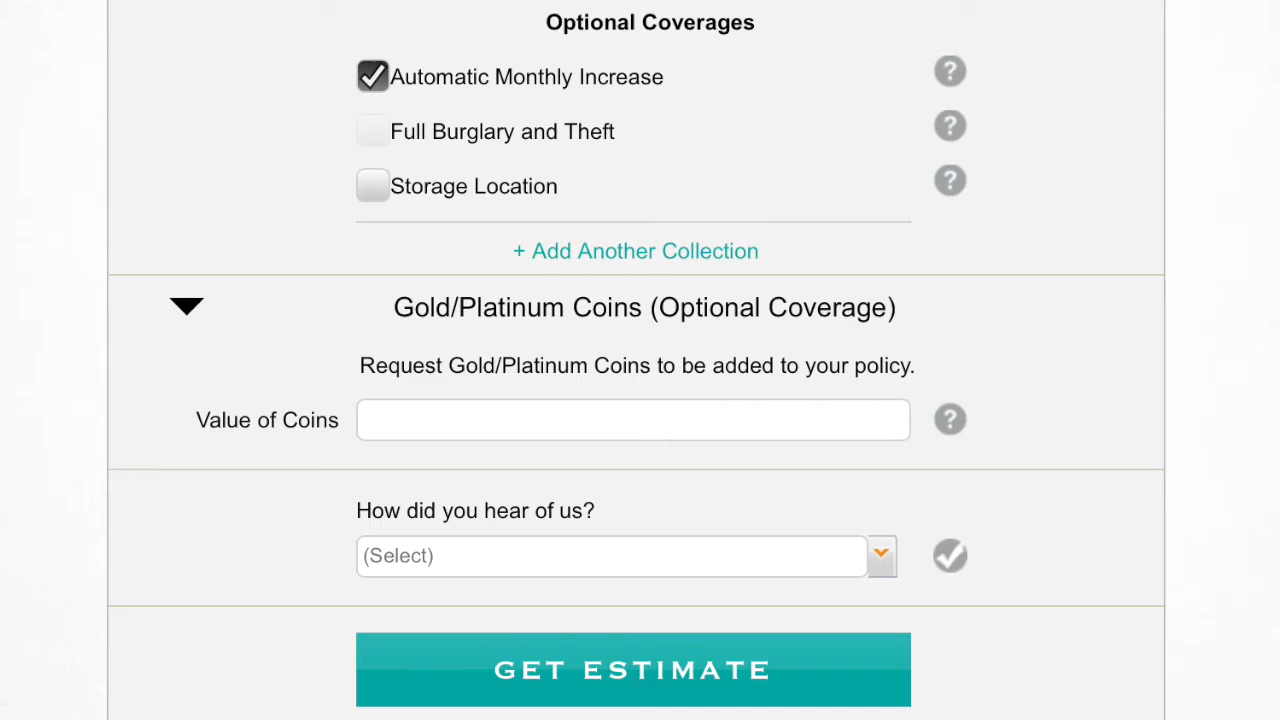 Optional Coverages
Automatic Monthly Increase
?
Full Burglary and Theft
?
Storage Location
?
+ Add Another Collection
Gold/Platinum Coins (Optional Coverage)
Request Gold/Platinum Coins to be added to your policy.
Value of Coins
?
How did you hear of us?
(Select)
GET ESTIMATE